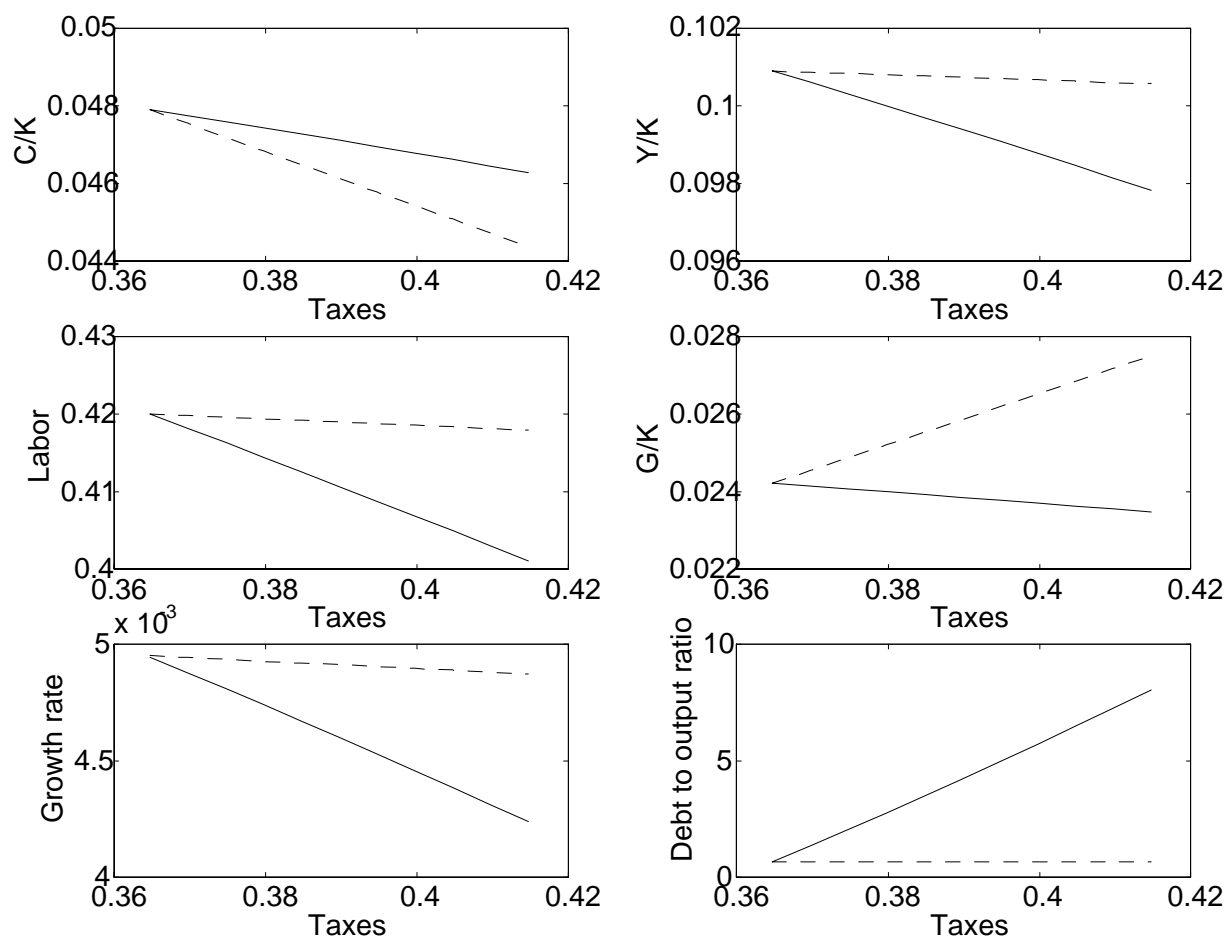 0.05
0.048
0.046
0.044
C/K
0.36 0.38 0.4 0.42
Taxes
0.102
0.1
0.098
0.096
Y/K
0.36 0.38 0.4 0.42
Taxes
0.43
0.42
0.41
0.4
Labor
0.36 0.38 0.4 0.42
Taxes
0.028
0.026
0.024
0.022
G/K
0.36 0.38 0.4 0.42
Taxes
x 10-3
5
4.5
4
Growth rate
0.36 0.38 0.4 0.42
Taxes
10
5
0
Debt to output ratio
0.36 0.38 0.4 0.42
Taxes